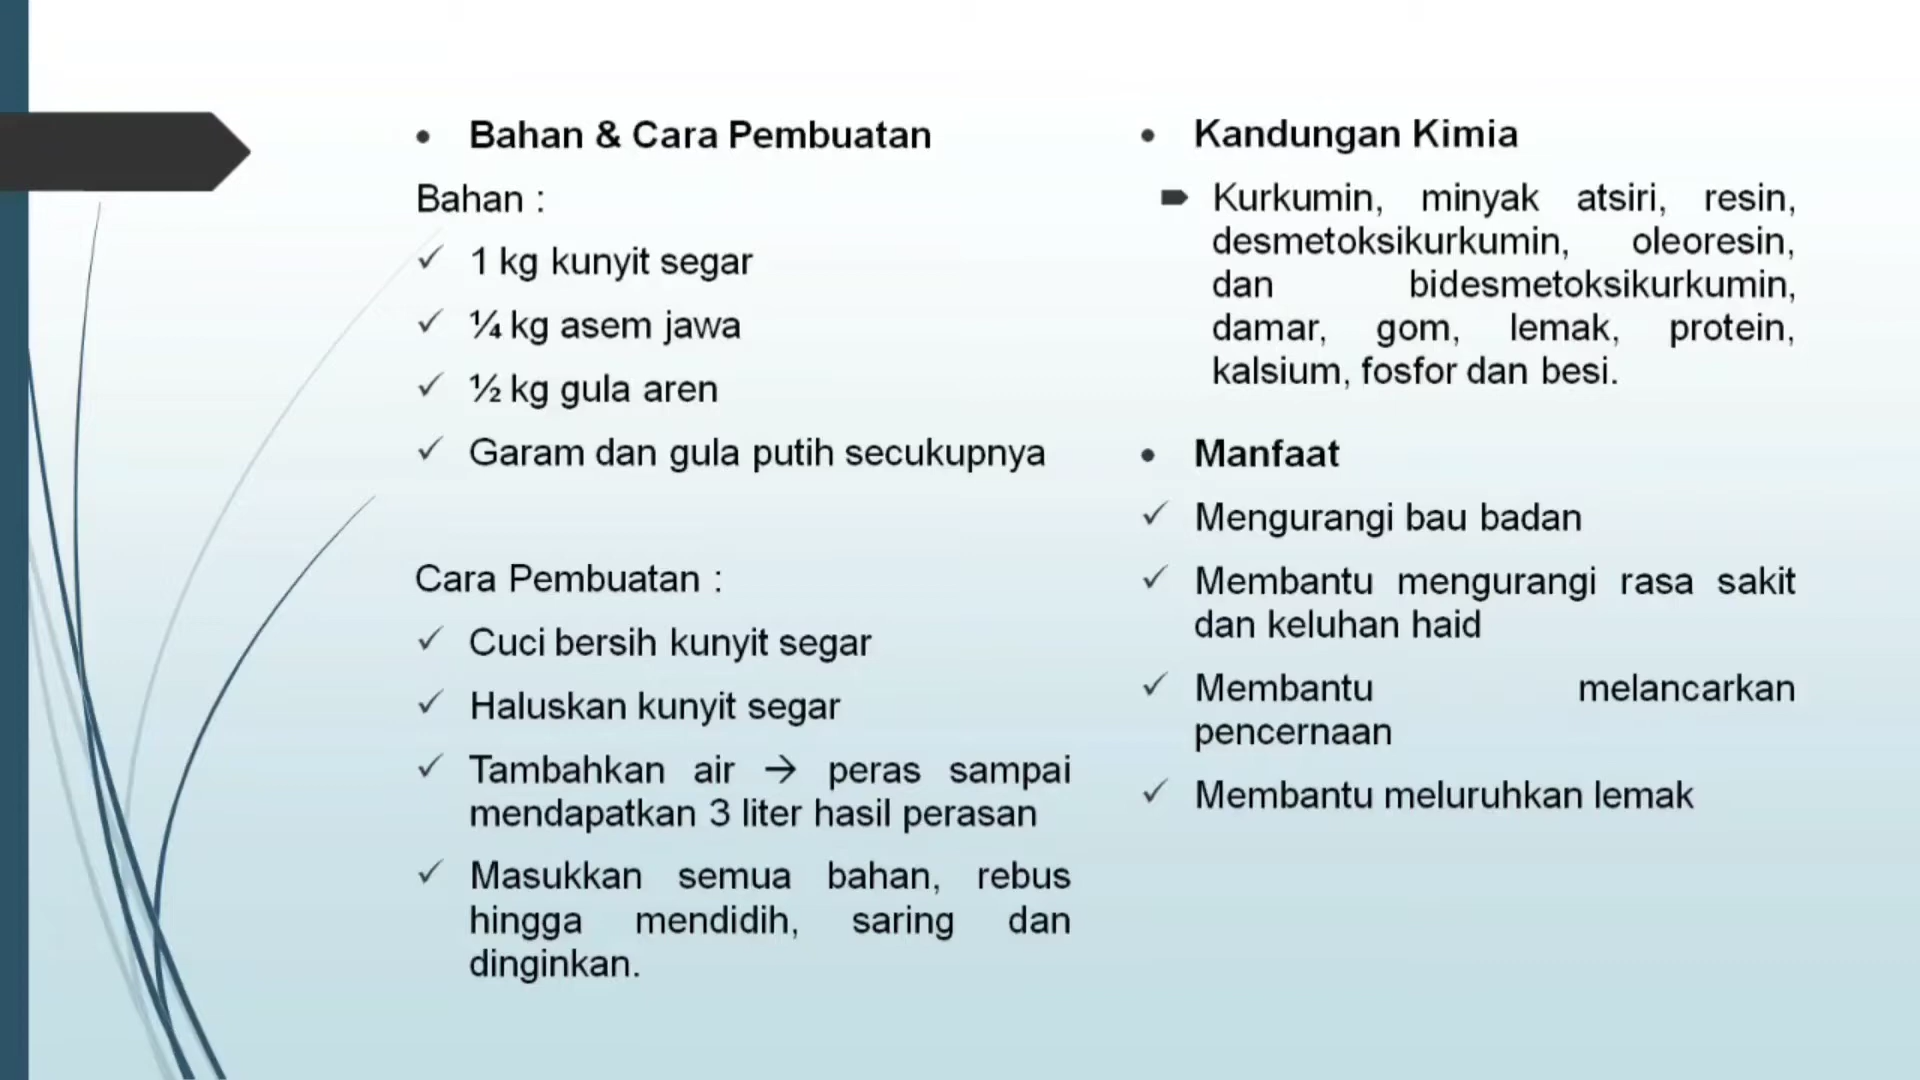 Bahan & Cara Pembuatan
Bahan :
1 kg kunyit segar
¼ kg asem jawa
½ kg gula aren
Garam dan gula putih secukupnya
Cara Pembuatan :
Cuci bersih kunyit segar
Haluskan kunyit segar
Tambahkan air → peras sampai
mendapatkan 3 liter hasil perasan
Masukkan semua bahan, rebus
hingga mendidih, saring dan
dinginkan.
Kandungan Kimia
Kurkumin, minyak atsiri, resin,
desmetoksikurkumin, oleoresin,
dan bidesmetoksikurkumin,
damar, gom, lemak, protein,
kalsium, fosfor dan besi.
Manfaat
Mengurangi bau badan
Membantu mengurangi rasa sakit
dan keluhan haid
Membantu melancarkan
pencernaan
Membantu meluruhkan lemak